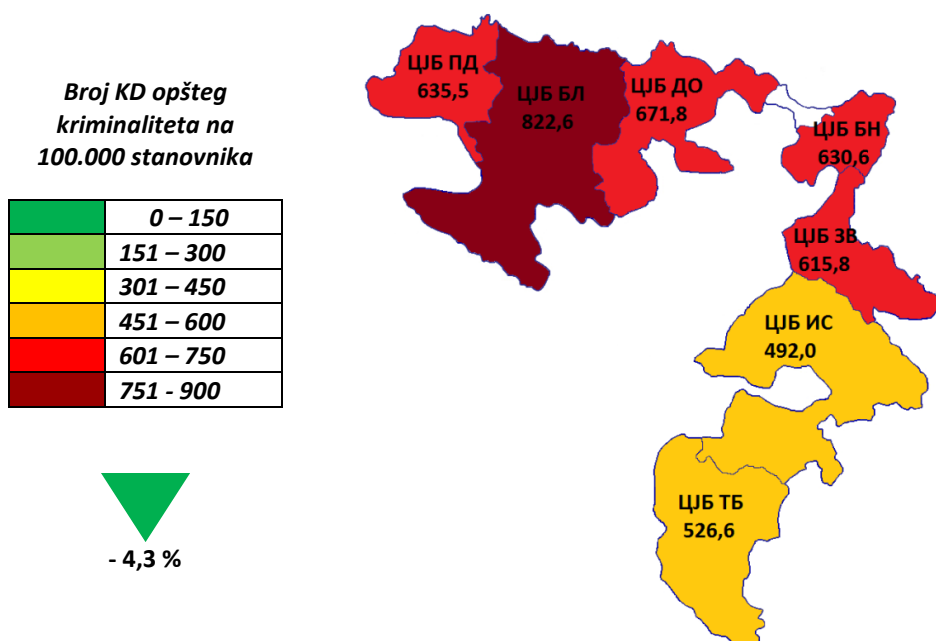 Broj KD opšteg
kriminaliteta na
100.000 stanovnika
0 – 150
151 – 300
301 – 450
451 – 600
601 – 750
751 - 900
- 4,3 %
ЦЈБ ПД
635,5
ЦЈБ БЛ
822,6
ЦЈБ ДО
671,8
ЦЈБ БН
630,6
ЦЈБ ЗВ
615,8
ЦЈБ ИС
492,0
ЦЈБ ТБ
526,6